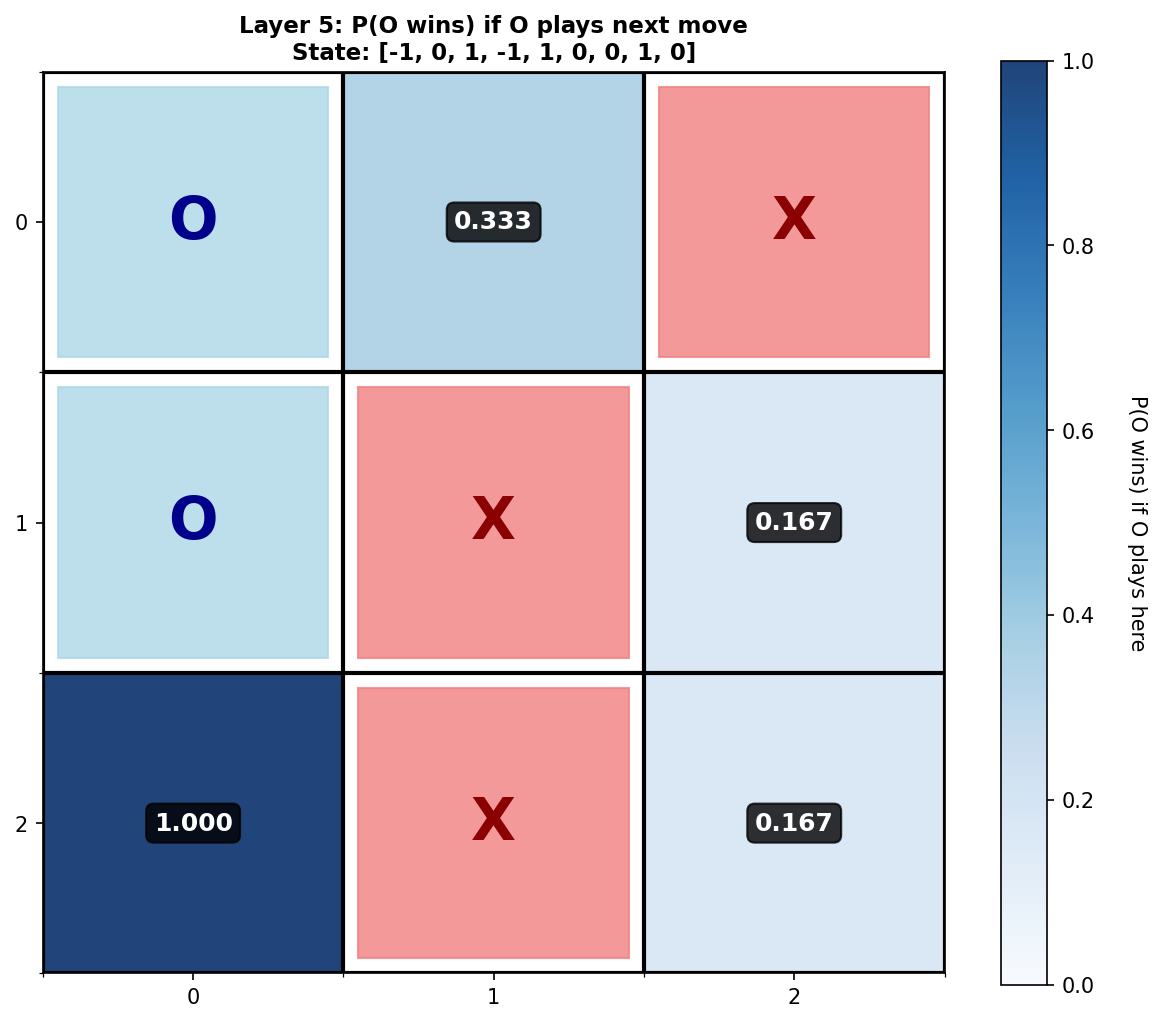 Layer 5: P(O wins) if O plays next move
State: [-1, 0, 1, -1, 1, 0, 0, 1, 0]
O
0.333
X
O
X
0.167
1.000
X
0.167
0
1
2
0
1
2
1.0
0.8
0.6
0.4
0.2
0.0
P(O wins) if O plays here